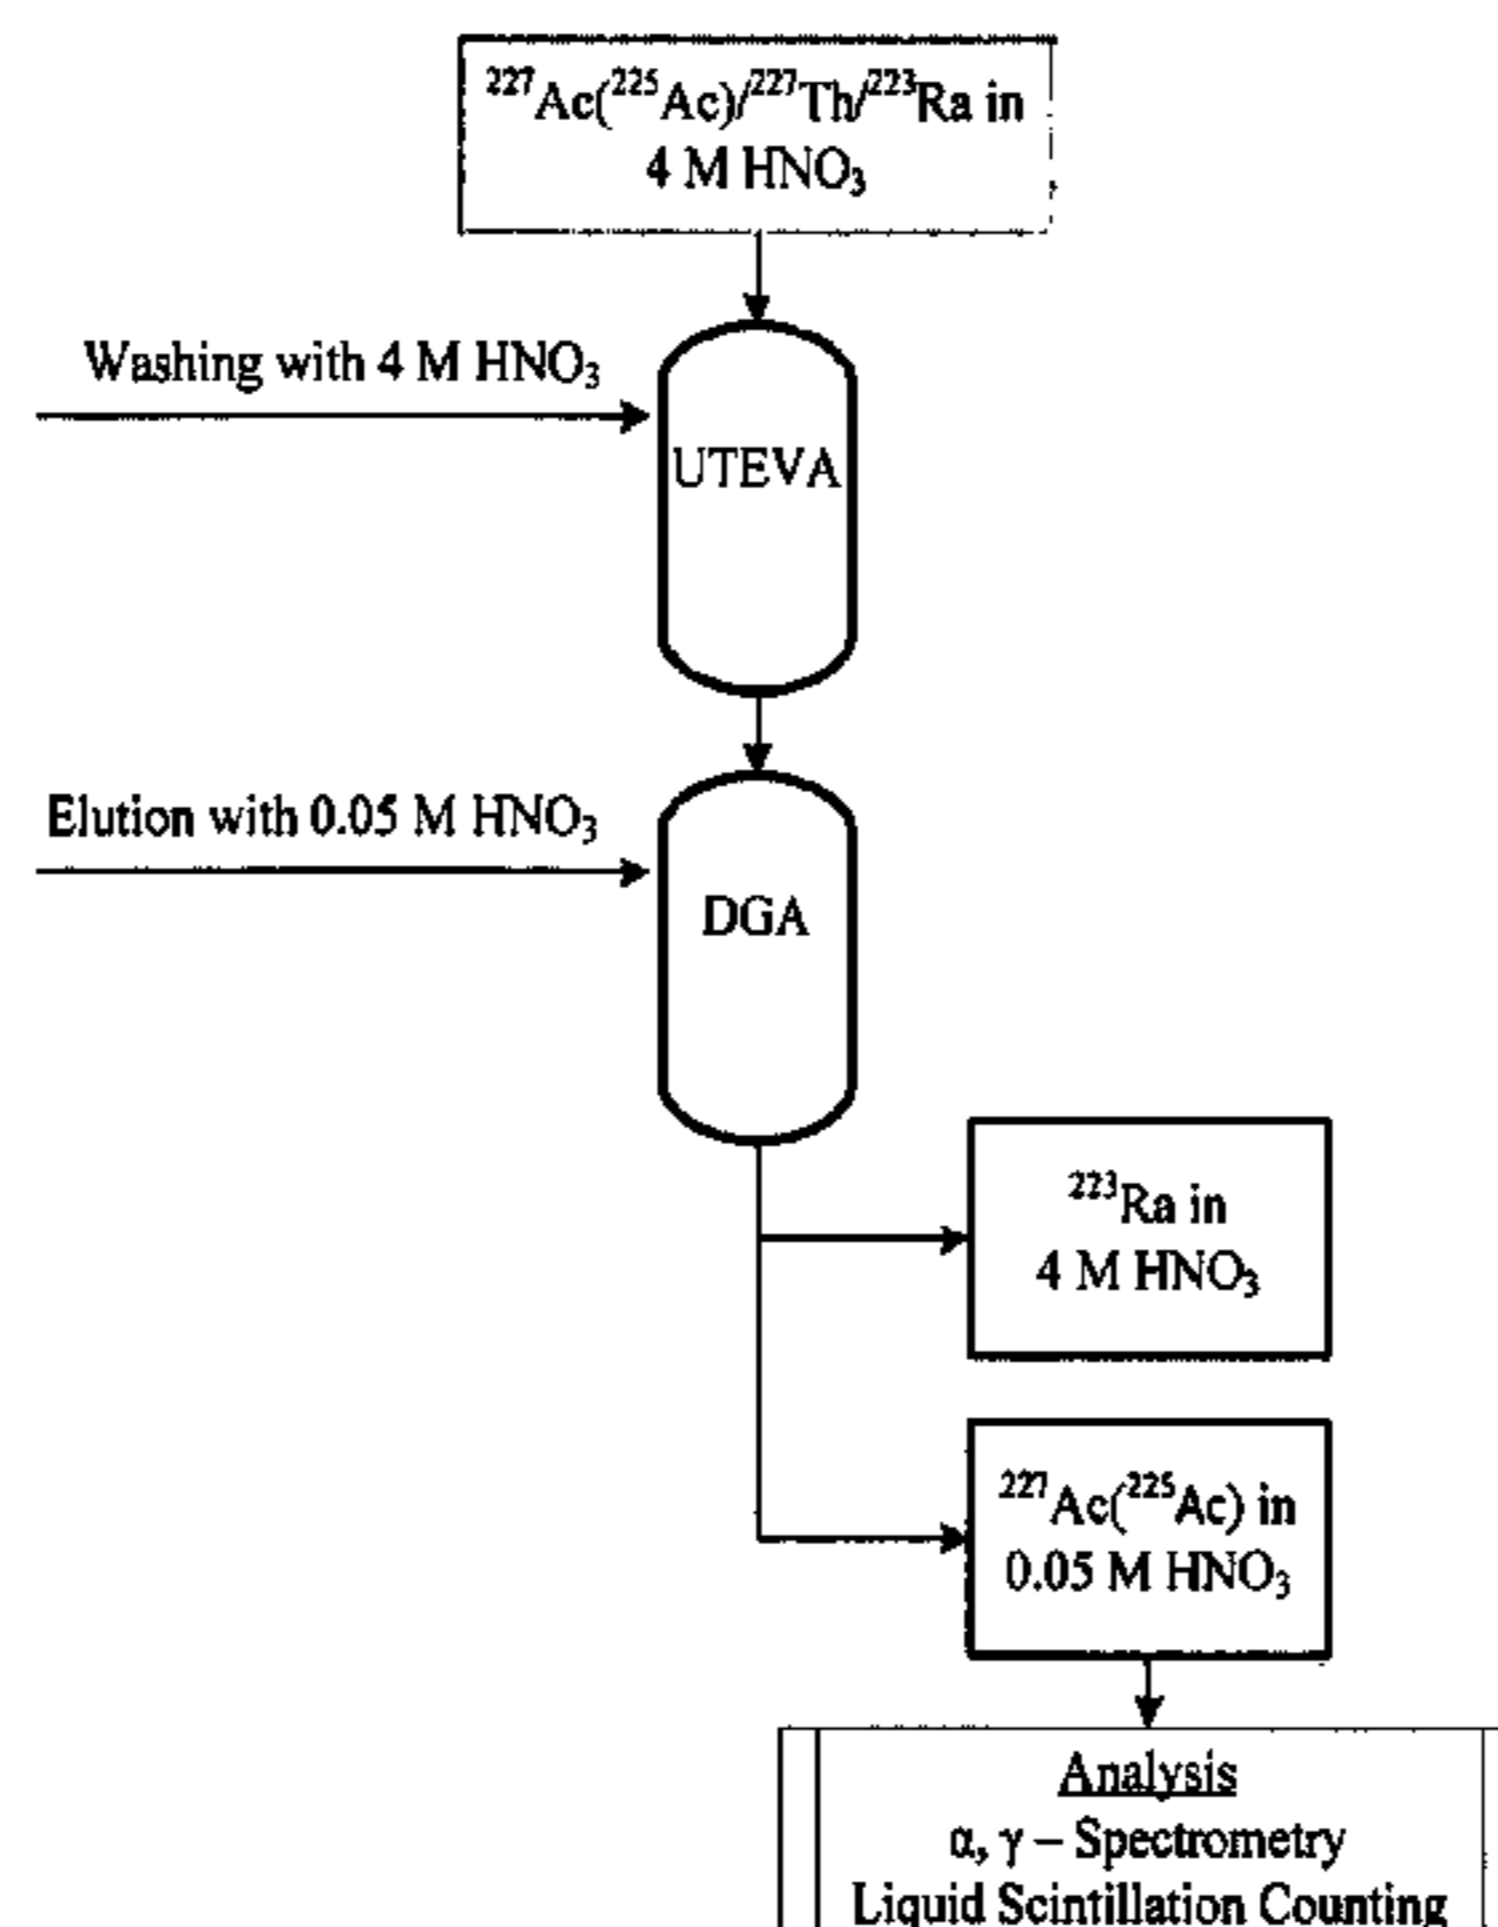 ²²⁷Ac(²²⁵Ac)/²²⁷Th/²²³Ra in
4 M HNO₃
Washing with 4 M HNO₃
UTEVA
Elution with 0.05 M HNO₃
DGA
²²³Ra in
4 M HNO₃
²²⁷Ac(²²⁵Ac) in
0.05 M HNO₃
Analysis
α, γ – Spectrometry
Liquid Scintillation Counting